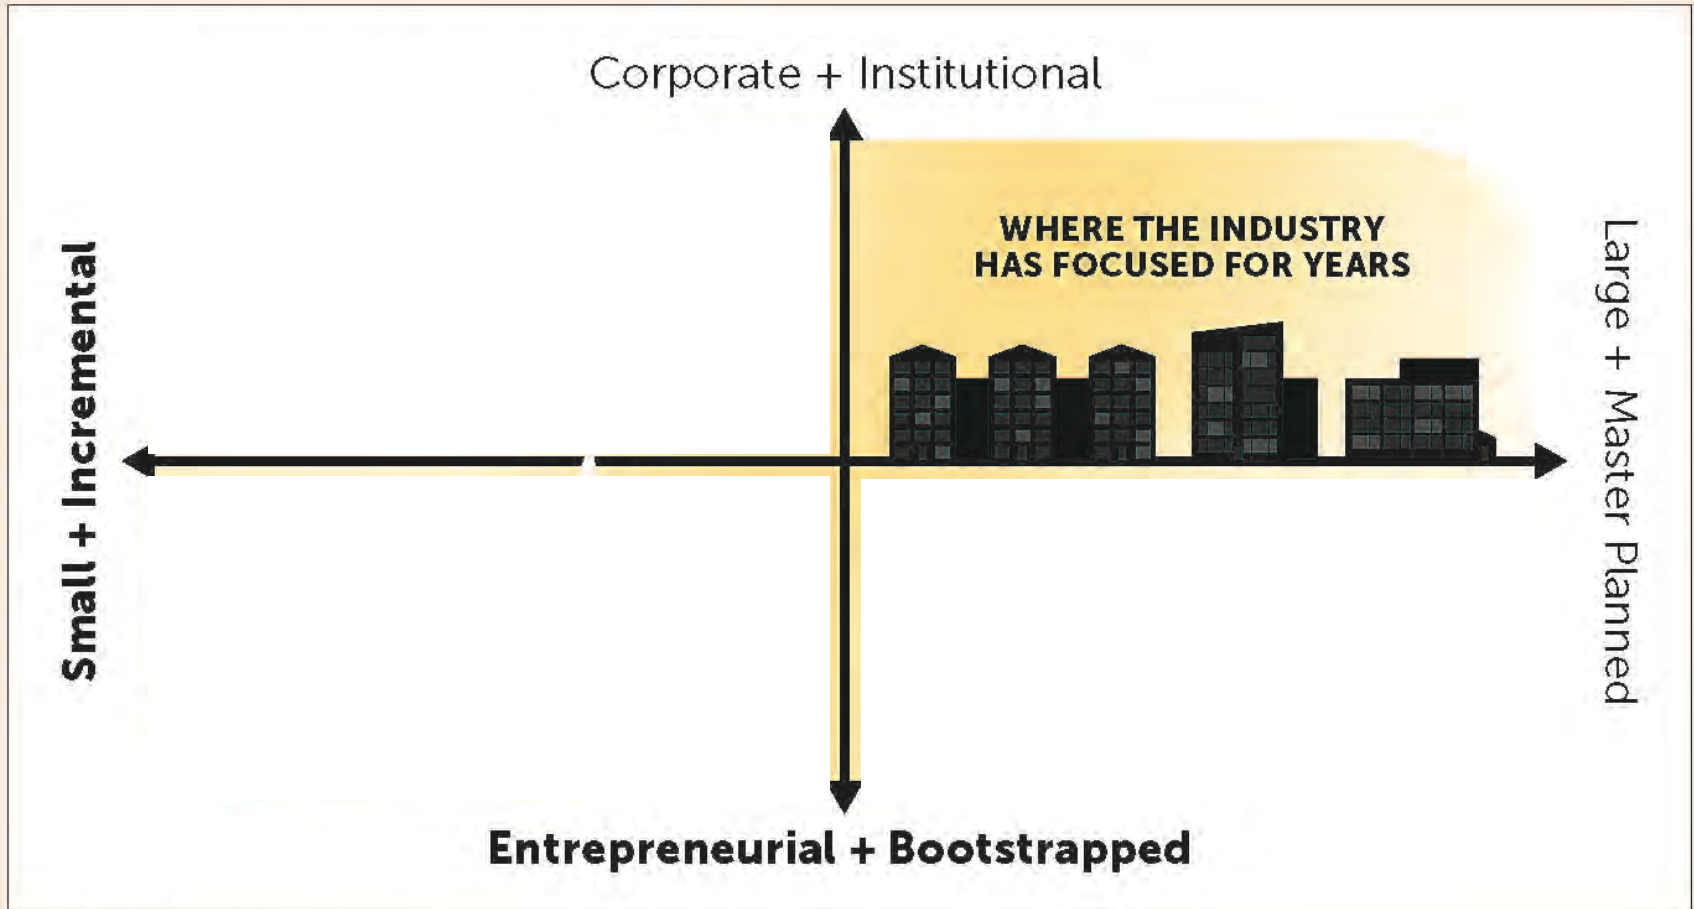 Corporate + Institutional
WHERE THE INDUSTRY
HAS FOCUSED FOR YEARS
Small + Incremental
Large + Master Planned
Entrepreneurial + Bootstrapped